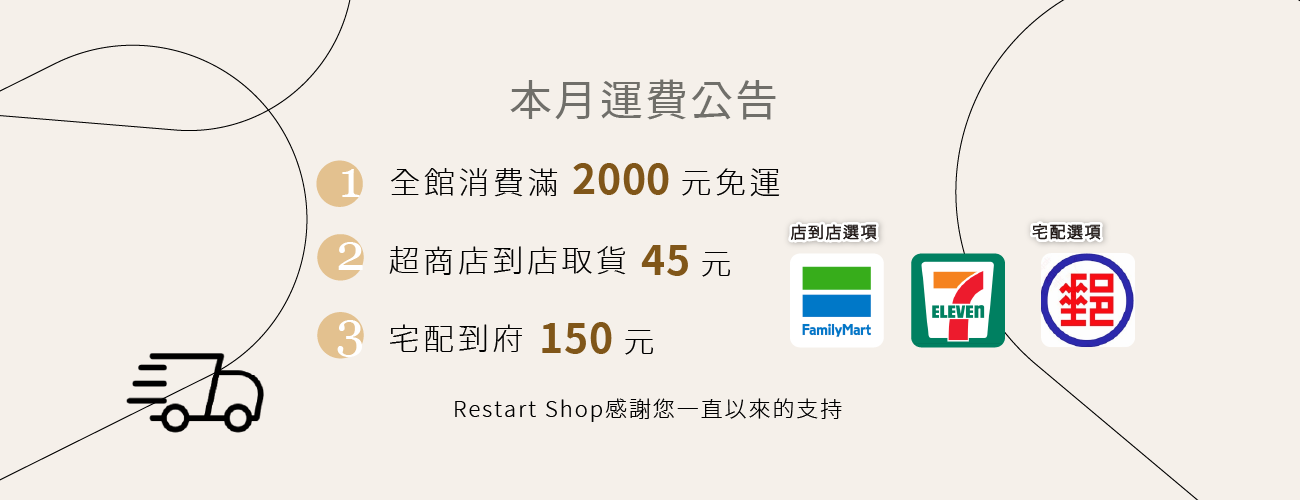 本月運費公告
1 全館消費滿 2000 元免運
2 超商店到店取貨 45 元
3 宅配到府 150 元
店到店選項
FamilyMart
7
ELEVEn
宅配選項
郵
Restart Shop感謝您一直以來的支持